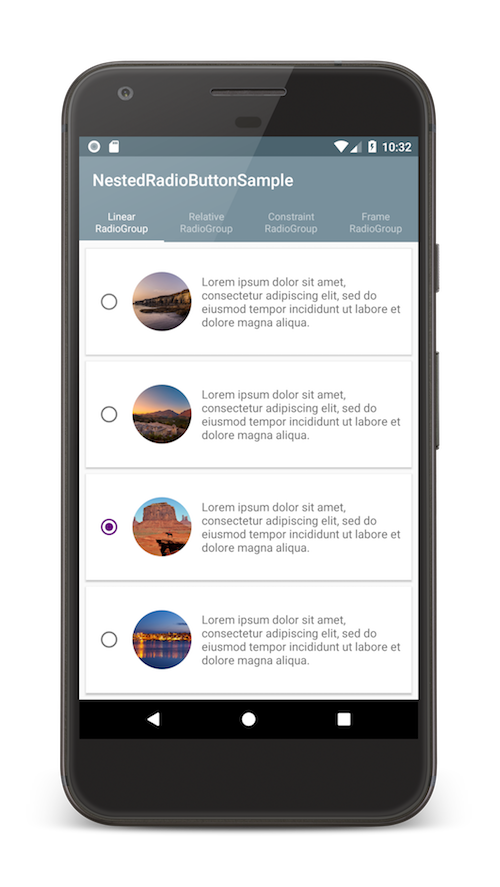 10:32
NestedRadioButtonSample
Linear
RadioGroup
Relative
RadioGroup
Constraint
RadioGroup
Frame
RadioGroup
Lorem ipsum dolor sit amet,
consectetur adipiscing elit, sed do
eiusmod tempor incididunt ut labore et
dolore magna aliqua.
Lorem ipsum dolor sit amet,
consectetur adipiscing elit, sed do
eiusmod tempor incididunt ut labore et
dolore magna aliqua.
Lorem ipsum dolor sit amet,
consectetur adipiscing elit, sed do
eiusmod tempor incididunt ut labore et
dolore magna aliqua.
Lorem ipsum dolor sit amet,
consectetur adipiscing elit, sed do
eiusmod tempor incididunt ut labore et
dolore magna aliqua.